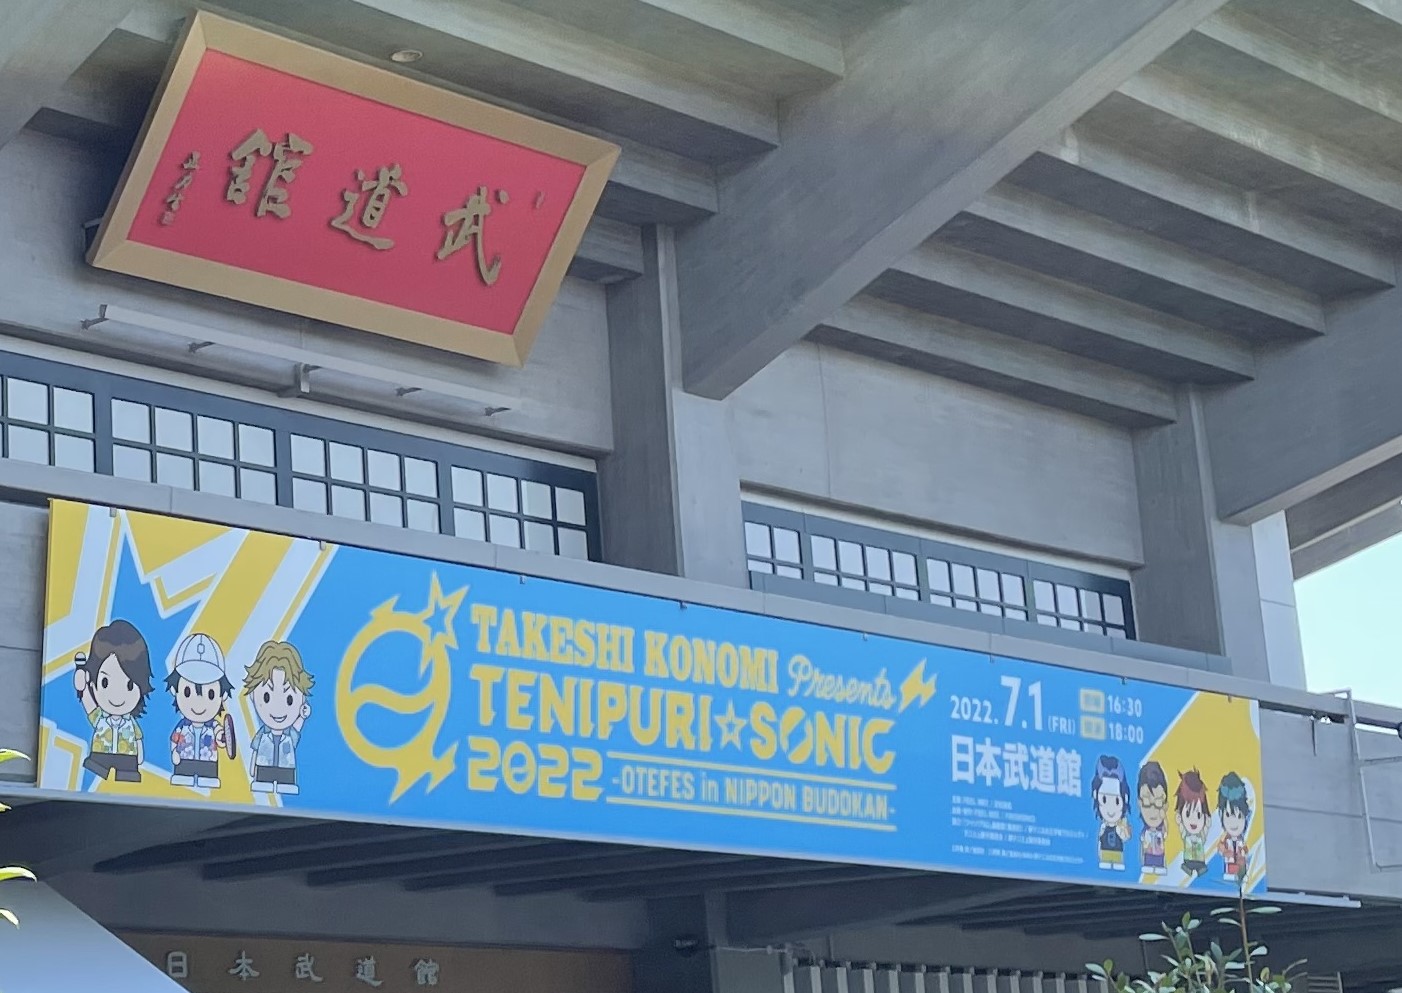 武道館
TAKESHI KONOMI Presents
TENIPURI☆SONIC
2022 -OTEFES in NIPPON BUDOKAN-
2022.7.1(FRI)
16:30
18:00
日本武道館
日本武道館